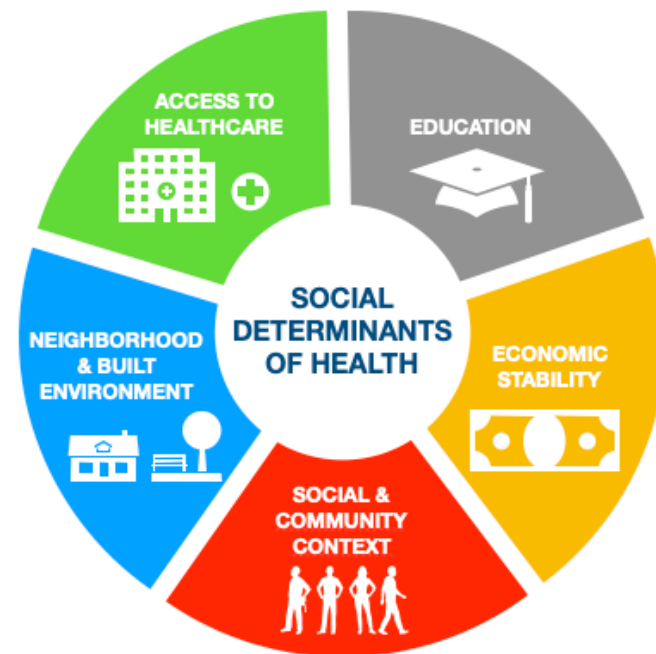 ACCESS TO
HEALTHCARE
EDUCATION
SOCIAL
DETERMINANTS
OF HEALTH
NEIGHBORHOOD
& BUILT
ENVIRONMENT
ECONOMIC
STABILITY
SOCIAL &
COMMUNITY
CONTEXT